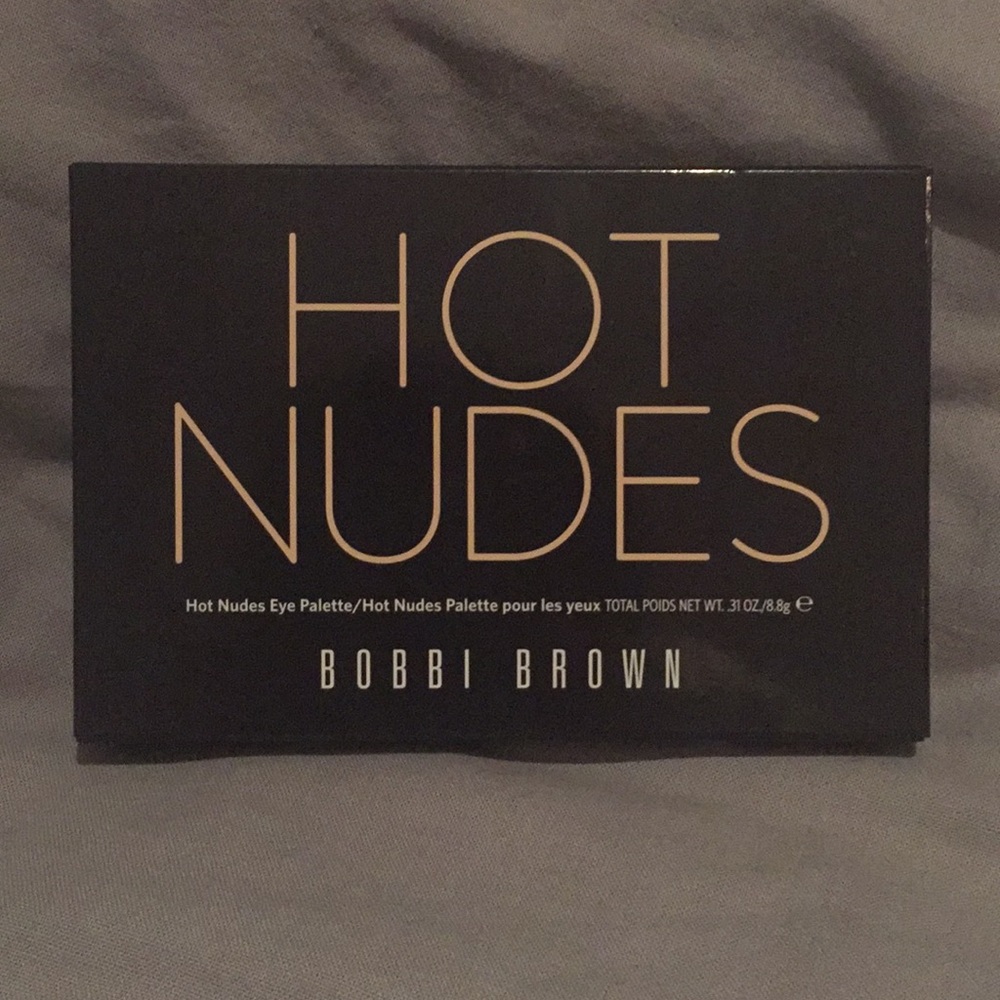 HOT
NUDES
Hot Nudes Eye Palette/Hot Nudes Palette pour les yeux TOTAL POIDS NET WT. .31 OZ./8.8g ℮
BOBBI BROWN